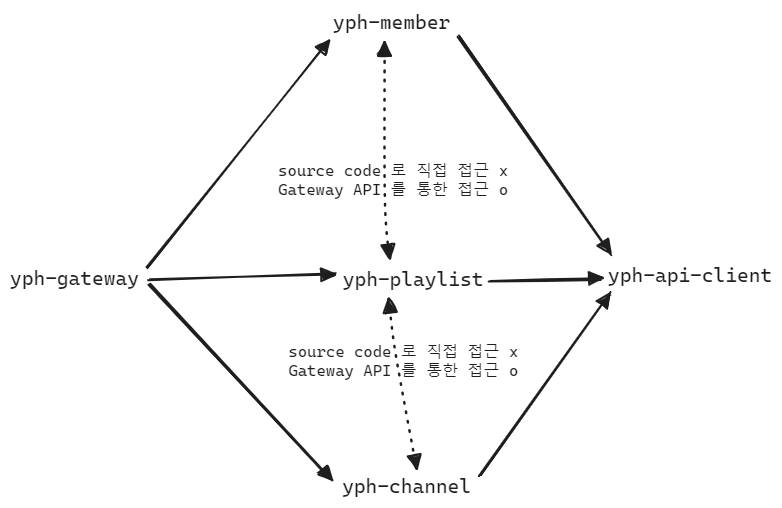 yph-member
source code 로 직접 접근 x
Gateway API 를 통한 접근 o
yph-gateway
yph-playlist
yph-api-client
source code 로 직접 접근 x
Gateway API 를 통한 접근 o
yph-channel